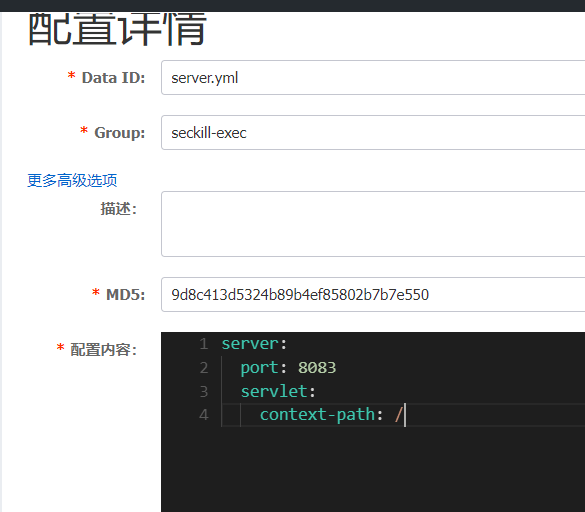 配置详情
* Data ID: server.yml
* Group: seckill-exec
更多高级选项
描述:
* MD5: 9d8c413d5324b89b4ef85802b7b7e550
* 配置内容:
1 server:
2 port: 8083
3 servlet:
4 context-path: /